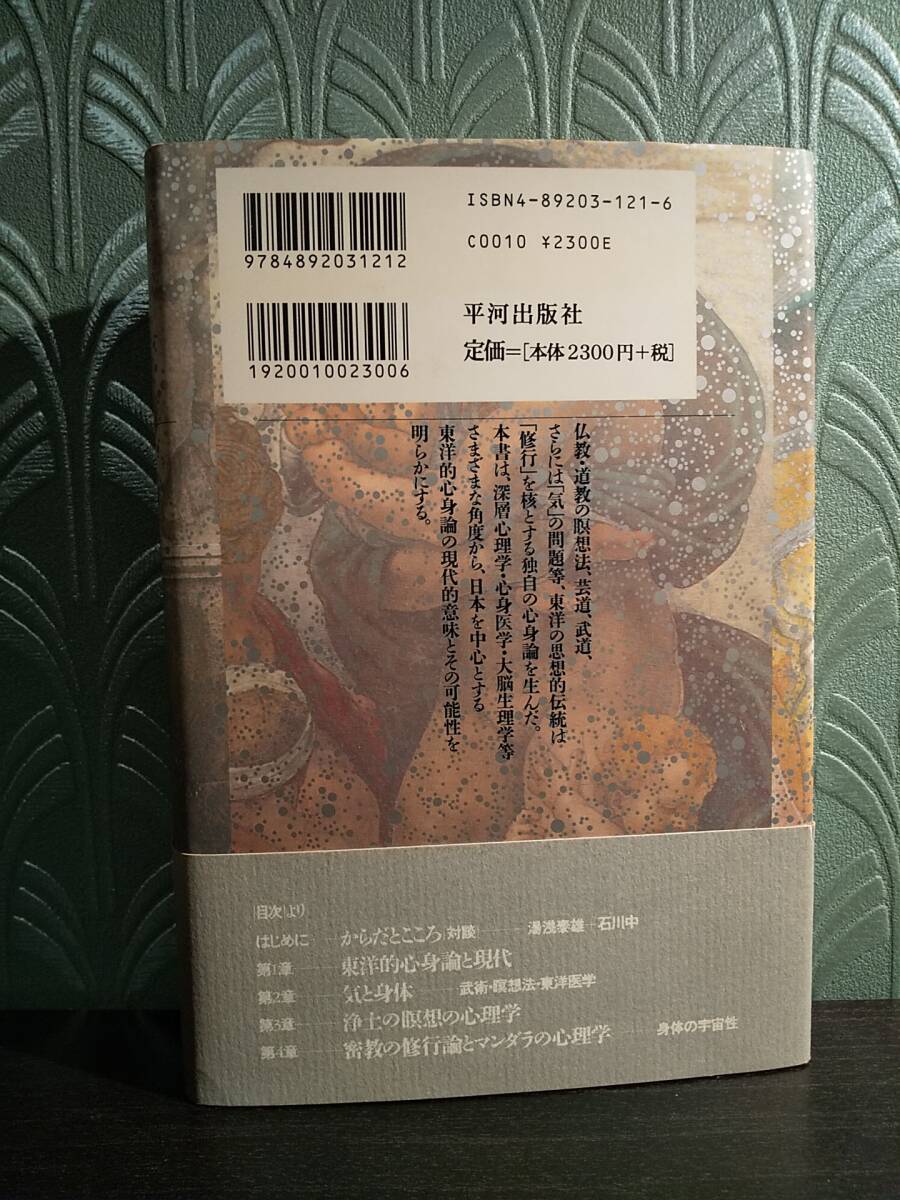 ISBN4-89203-121-6
C0010 ¥2300E
9784892031212
1920010023006
平河出版社
定価=[本体2300円+税]
仏教・道教の瞑想法、芸道、武道、
さらには「気」の問題等、東洋の思想的伝統は
「修行」を核とする独自の心身論を生んだ。
本書は、深層心理学・心身医学・大脳生理学等
さまざまな角度から、日本を中心とする
東洋的心身論の現代的意味とその可能性を
明らかにする。
[目次]より
はじめに——からだとこころ[対談]——湯浅泰雄+石川中
第1章——東洋的心身論と現代
第2章——気と身体——武術・瞑想法・東洋医学
第3章——浄土の瞑想の心理学
第4章——密教の修行論とマンダラの心理学——身体の宇宙性